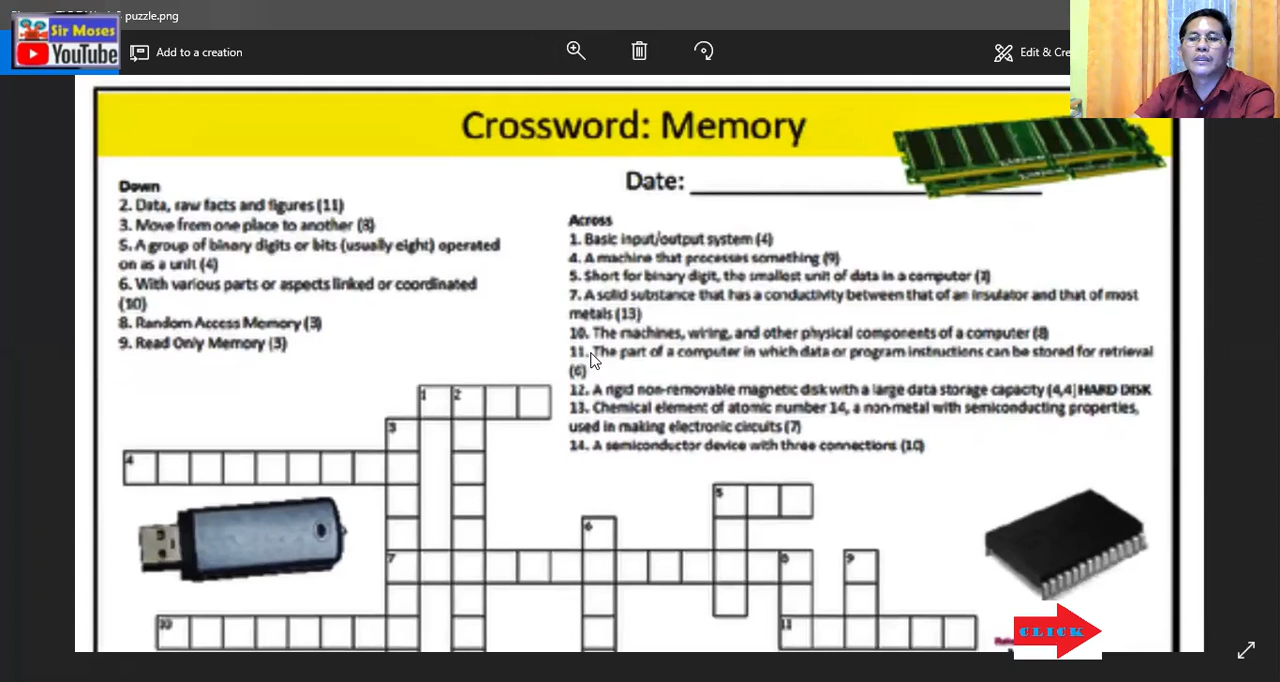 puzzle.png
Sir Moses
YouTube
Add to a creation
Edit & Cre
Crossword: Memory
Date:
Down
2. Data, raw facts and figures (11)
3. Move from one place to another (8)
5. A group of binary digits or bits (usually eight) operated
on as a unit (4)
6. With various parts or aspects linked or coordinated
(10)
8. Random Access Memory (3)
9. Read Only Memory (3)
Across
1. Basic input/output system (4)
4. A machine that processes something (9)
5. Short for binary digit, the smallest unit of data in a computer (3)
7. A solid substance that has a conductivity between that of an insulator and that of most
metals (13)
10. The machines, wiring, and other physical components of a computer (8)
11. The part of a computer in which data or program instructions can be stored for retrieval
(6)
12. A rigid non-removable magnetic disk with a large data storage capacity (4,4) HARD DISK
13. Chemical element of atomic number 14, a non-metal with semiconducting properties,
used in making electronic circuits (7)
14. A semiconductor device with three connections (10)
1 2
3
4
5
6
7 8 9
10 11
CLICK